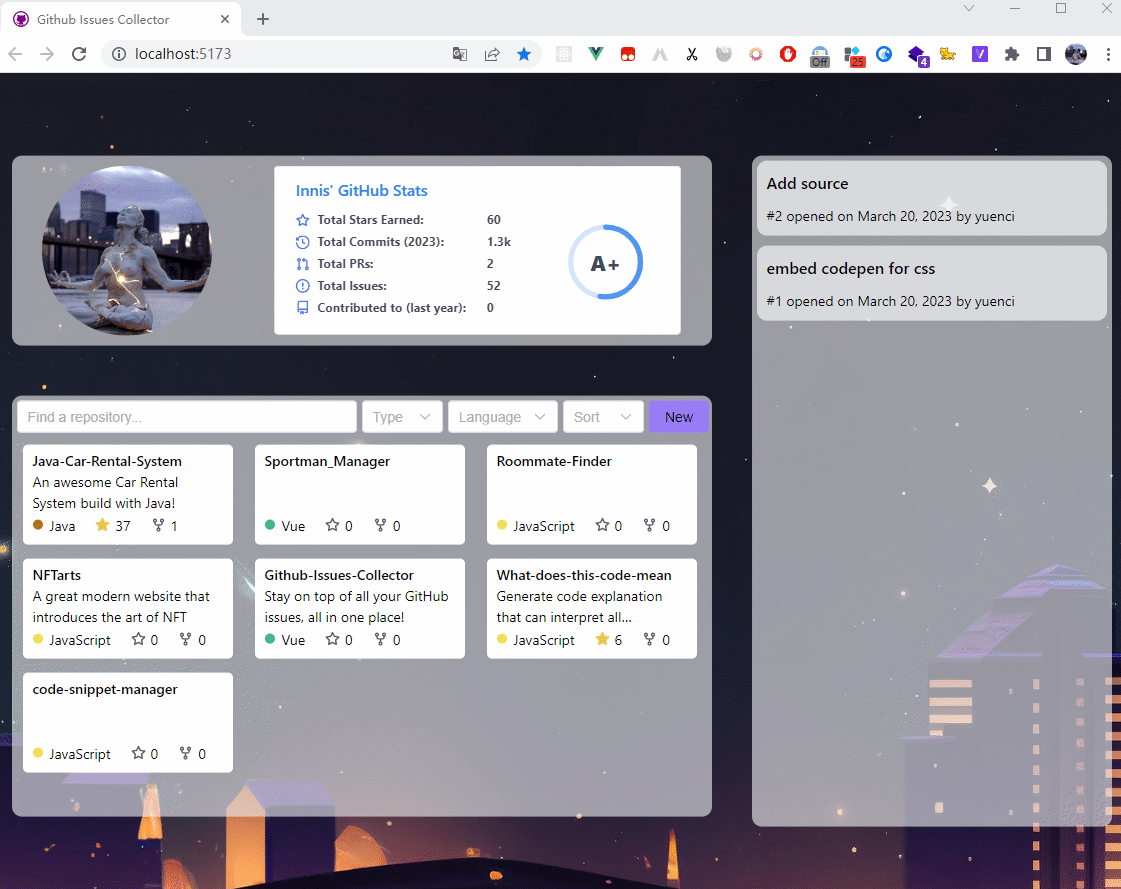 Github Issues Collector
localhost:5173
Off
25
4
Innis' GitHub Stats
Total Stars Earned: 60
Total Commits (2023): 1.3k
Total PRs: 2
Total Issues: 52
Contributed to (last year): 0
A+
Add source
#2 opened on March 20, 2023 by yuenci
embed codepen for css
#1 opened on March 20, 2023 by yuenci
Find a repository... Type Language Sort New
Java-Car-Rental-System
An awesome Car Rental
System build with Java!
Java 37 1
Sportman_Manager
Vue 0 0
Roommate-Finder
JavaScript 0 0
NFTarts
A great modern website that
introduces the art of NFT
JavaScript 0 0
Github-Issues-Collector
Stay on top of all your GitHub
issues, all in one place!
Vue 0 0
What-does-this-code-mean
Generate code explanation
that can interpret all...
JavaScript 6 0
code-snippet-manager
JavaScript 0 0